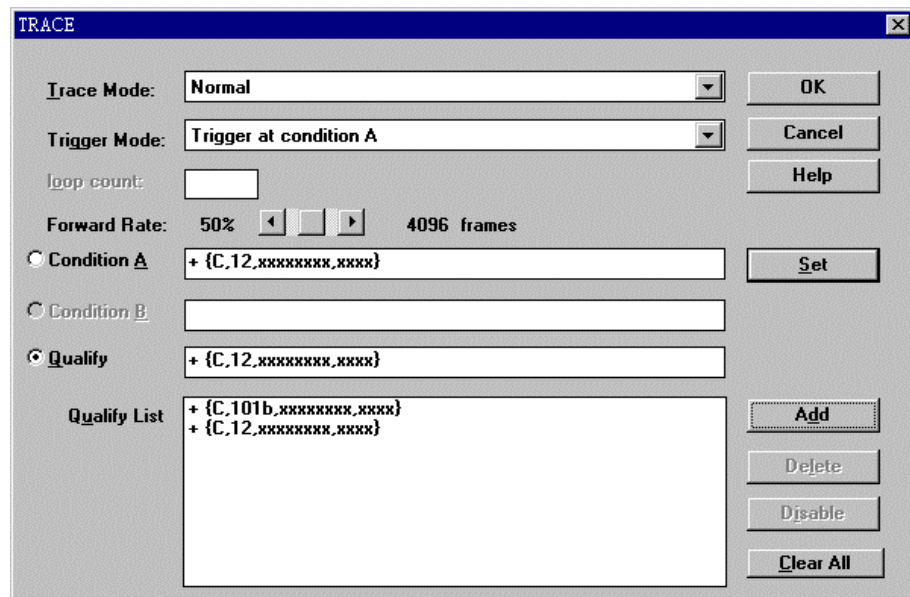 TRACE
Trace Mode: Normal OK
Trigger Mode: Trigger at condition A Cancel
loop count: Help
Forward Rate: 50% 4096 frames
Condition A + {C,12,xxxxxxxx,xxxx} Set
Condition B
Qualify + {C,12,xxxxxxxx,xxxx}
Qualify List + {C,101b,xxxxxxxx,xxxx} Add
+ {C,12,xxxxxxxx,xxxx}
Delete
Disable
Clear All